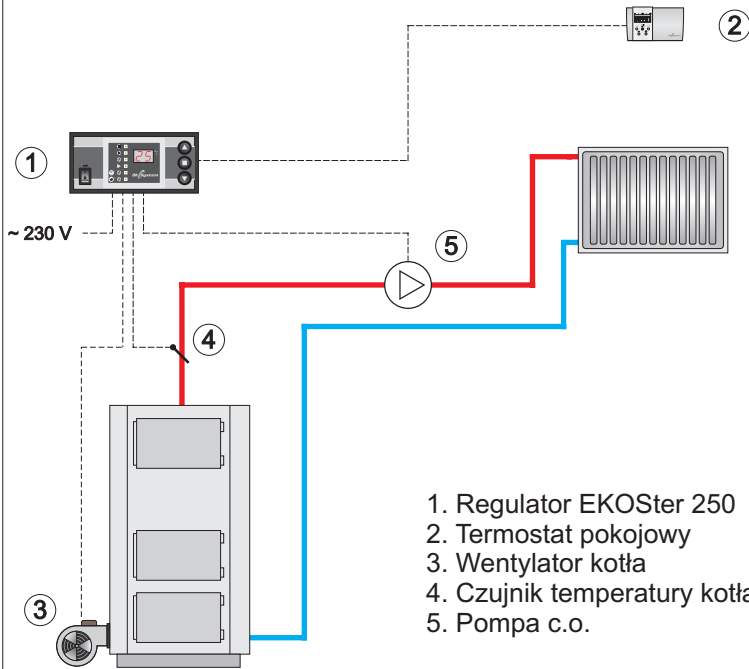 2
1
25
~ 230 V
5
4
3
1. Regulator EKOSter 250
2. Termostat pokojowy
3. Wentylator kotła
4. Czujnik temperatury kotła
5. Pompa c.o.